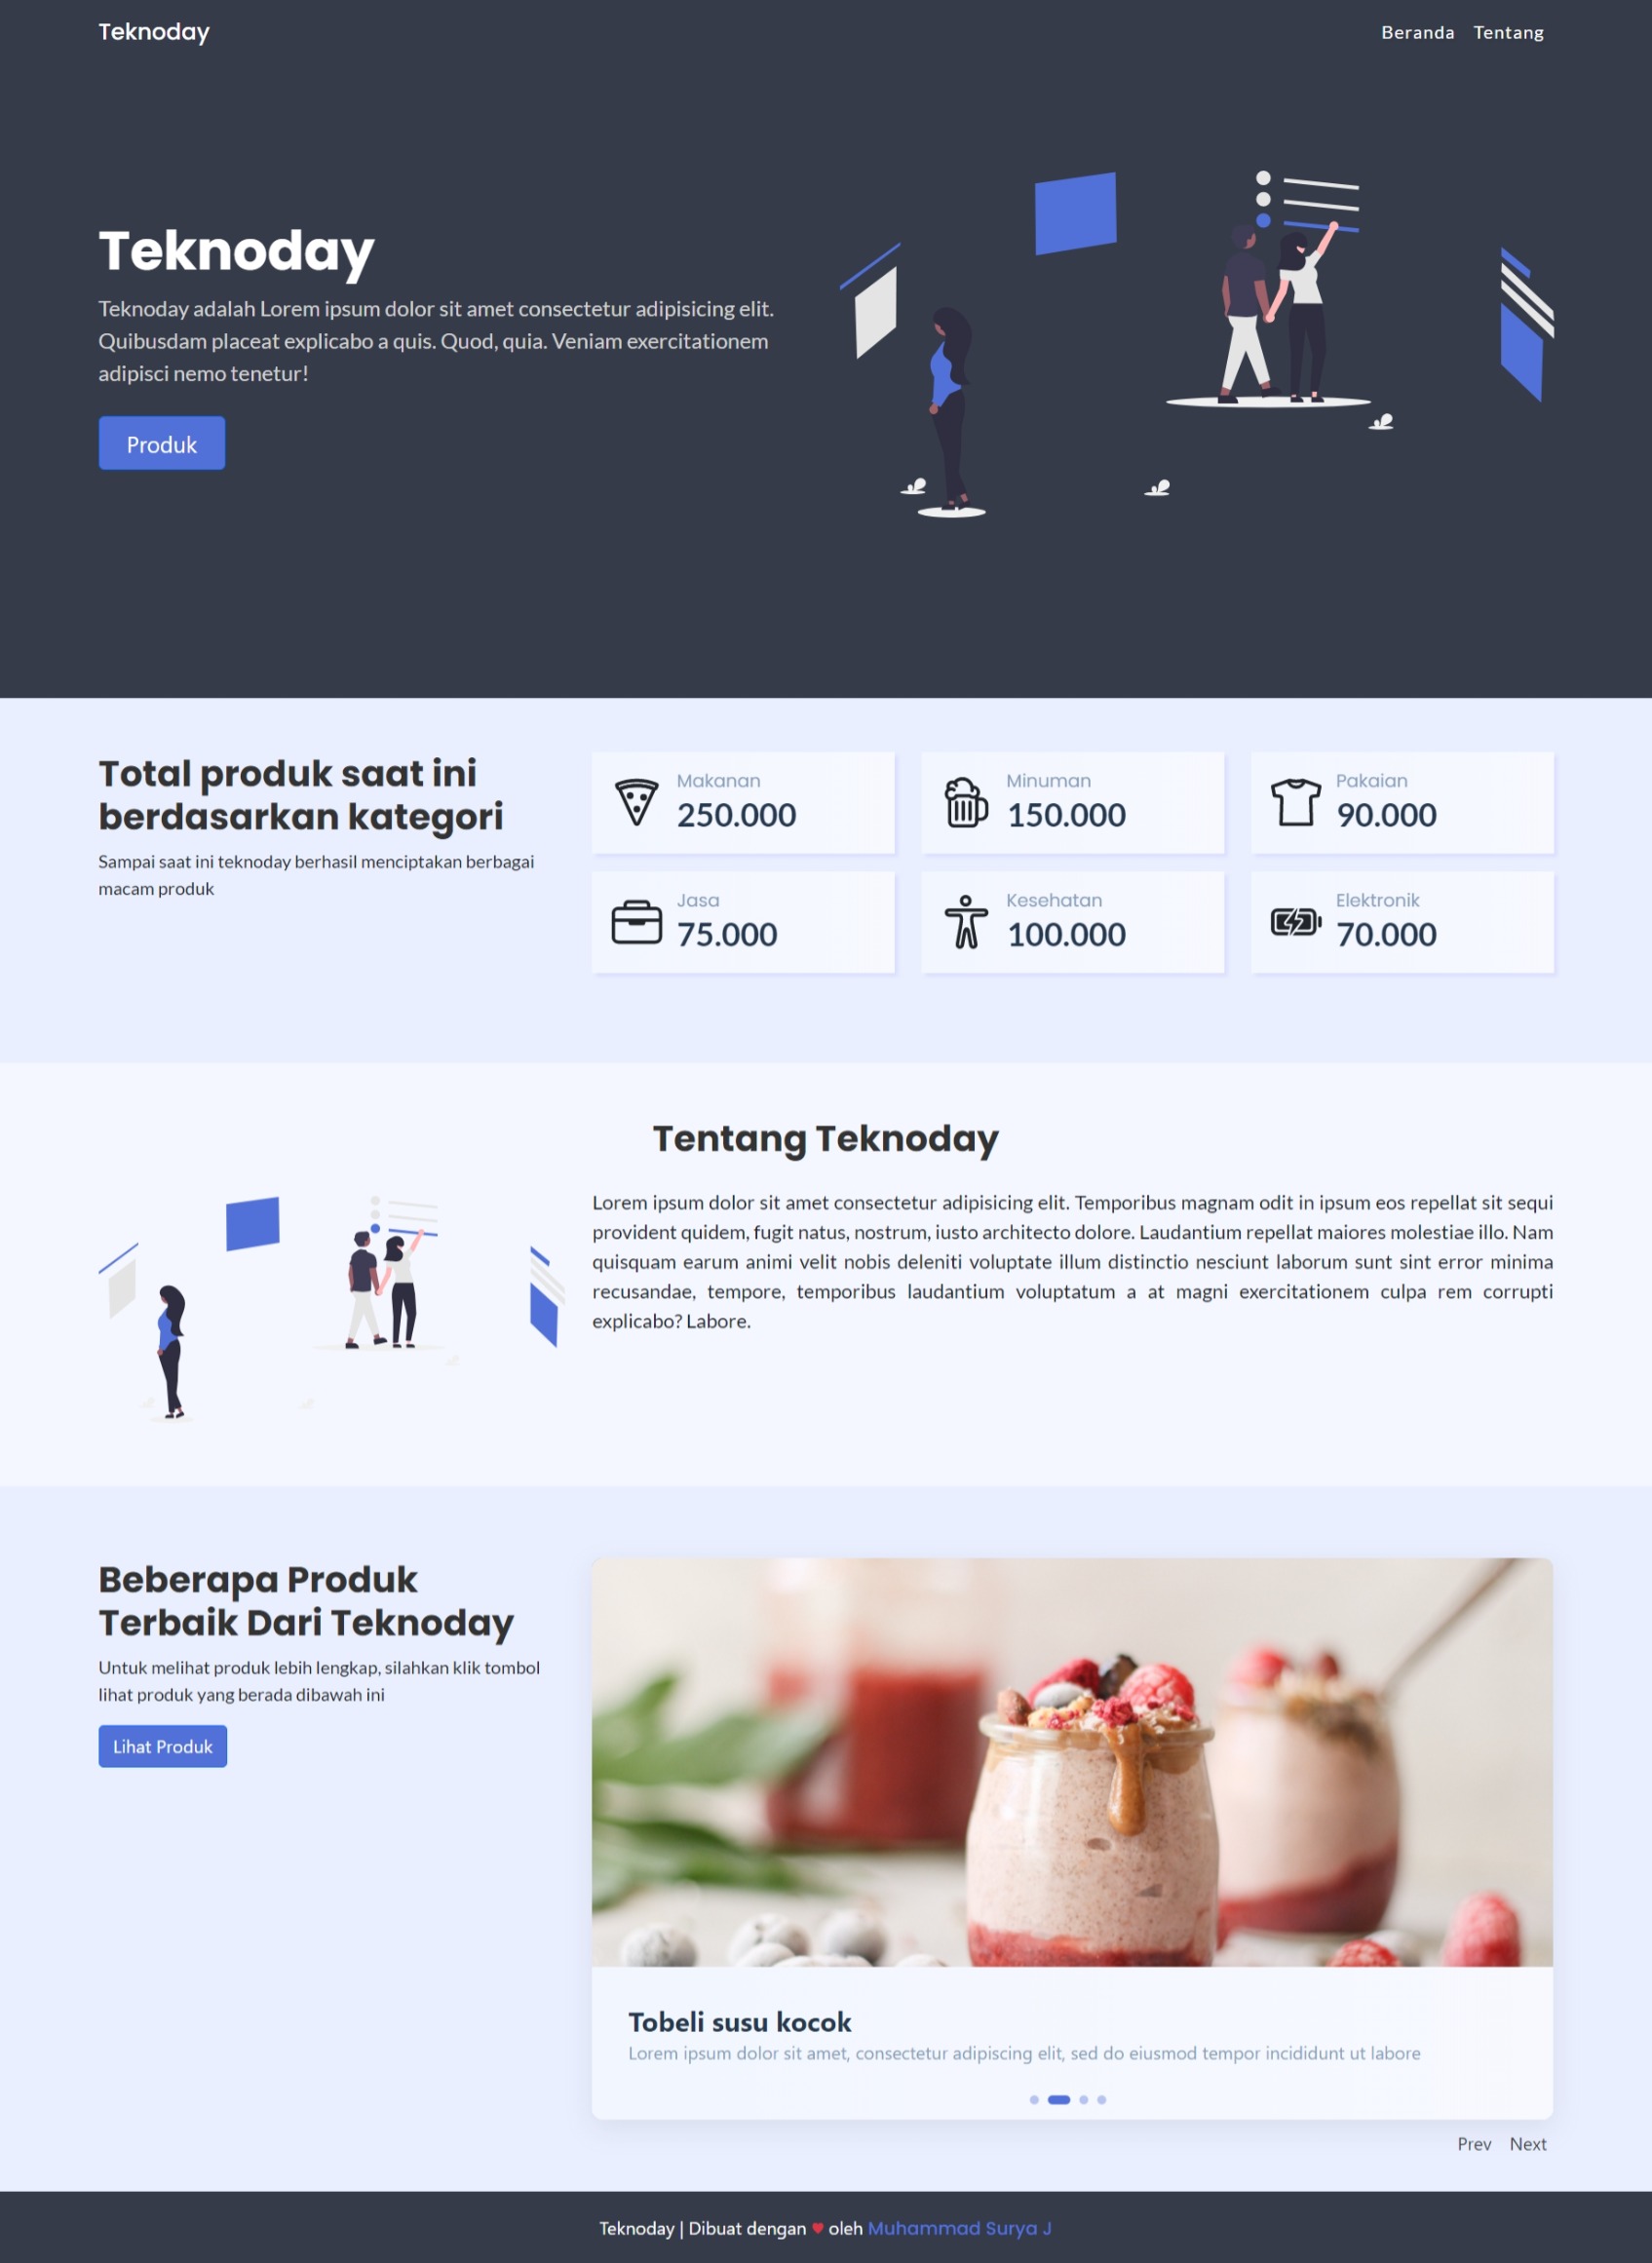 Teknoday
Beranda Tentang
Teknoday
Teknoday adalah Lorem ipsum dolor sit amet consectetur adipisicing elit.
Quibusdam placeat explicabo a quis. Quod, quia. Veniam exercitationem
adipisci nemo tenetur!
Produk
Total produk saat ini
berdasarkan kategori
Sampai saat ini teknoday berhasil menciptakan berbagai
macam produk
Makanan
250.000
Minuman
150.000
Pakaian
90.000
Jasa
75.000
Kesehatan
100.000
Elektronik
70.000
Tentang Teknoday
Lorem ipsum dolor sit amet consectetur adipisicing elit. Temporibus magnam odit in ipsum eos repellat sit sequi
provident quidem, fugit natus, nostrum, iusto architecto dolore. Laudantium repellat maiores molestiae illo. Nam
quisquam earum animi velit nobis deleniti voluptate illum distinctio nesciunt laborum sunt sint error minima
recusandae, tempore, temporibus laudantium voluptatum a at magni exercitationem culpa rem corrupti
explicabo? Labore.
Beberapa Produk
Terbaik Dari Teknoday
Untuk melihat produk lebih lengkap, silahkan klik tombol
lihat produk yang berada dibawah ini
Lihat Produk
Tobeli susu kocok
Lorem ipsum dolor sit amet, consectetur adipiscing elit, sed do eiusmod tempor incididunt ut labore
Prev Next
Teknoday | Dibuat dengan ♥ oleh Muhammad Surya J